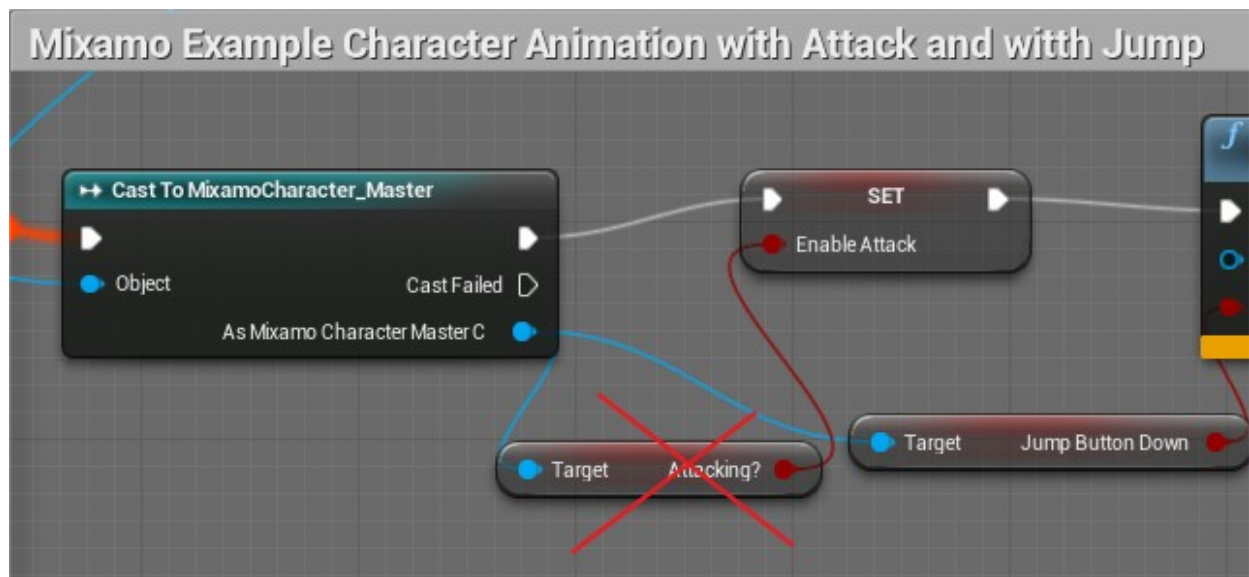 Mixamo Example Character Animation with Attack and witth Jump
f
Cast To MixamoCharacter_Master
SET
Enable Attack
Object
Cast Failed
As Mixamo Character Master C
Target Jump Button Down
Target Attacking?